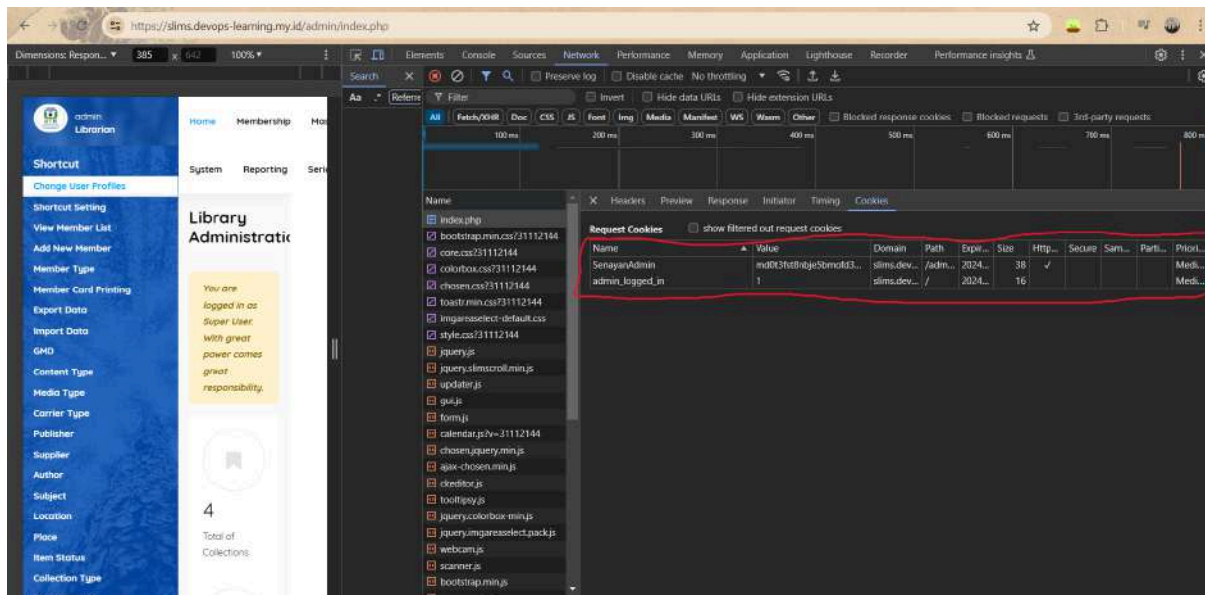 https://slims.devops-learning.my.id/admin/index.php
Dimensions: Respon... 385 x 642 100%
Elements Console Sources Network Performance Memory Application Lighthouse Recorder Performance insights
Search Preserve log Disable cache No throttling
Aa .* Referre Filter Invert Hide data URLs Hide extension URLs
All Fetch/XHR Doc CSS JS Font Img Media Manifest WS Wasm Other Blocked response cookies Blocked requests 3rd-party requests
100 ms 200 ms 300 ms 400 ms 500 ms 600 ms 700 ms 800 m
admin
Librarian
Shortcut
Change User Profiles
Shortcut Setting
View Member List
Add New Member
Member Type
Member Card Printing
Export Data
Import Data
GMD
Content Type
Media Type
Carrier Type
Publisher
Supplier
Author
Subject
Location
Place
Item Status
Collection Type
Home Membership Mas
System Reporting Seri
Library
Administratic
You are
logged in as
Super User.
With great
power comes
great
responsibility.
4
Total of
Collections
Name
index.php
bootstrap.min.css?31112144
core.css?31112144
colorbox.css?31112144
chosen.css?31112144
toastr.min.css?31112144
imgareaselect-default.css
style.css?31112144
jquery.js
jquery.slimscroll.min.js
updater.js
gui.js
form.js
calendar.js?v=31112144
chosen.jquery.min.js
ajax-chosen.min.js
ckeditor.js
tooltipsy.js
jquery.colorbox-min.js
jquery.imgareaselect.pack.js
webcam.js
scanner.js
bootstrap.min.js
Headers Preview Response Initiator Timing Cookies
Request Cookies show filtered out request cookies
Name Value Domain Path Expir... Size Http... Secure Sam... Parti... Priori...
SenayanAdmin slims.dev... /adm... 2024... 38 ✓ Medi...
admin_logged_in 1 slims.dev... / 2024... 16 Medi...